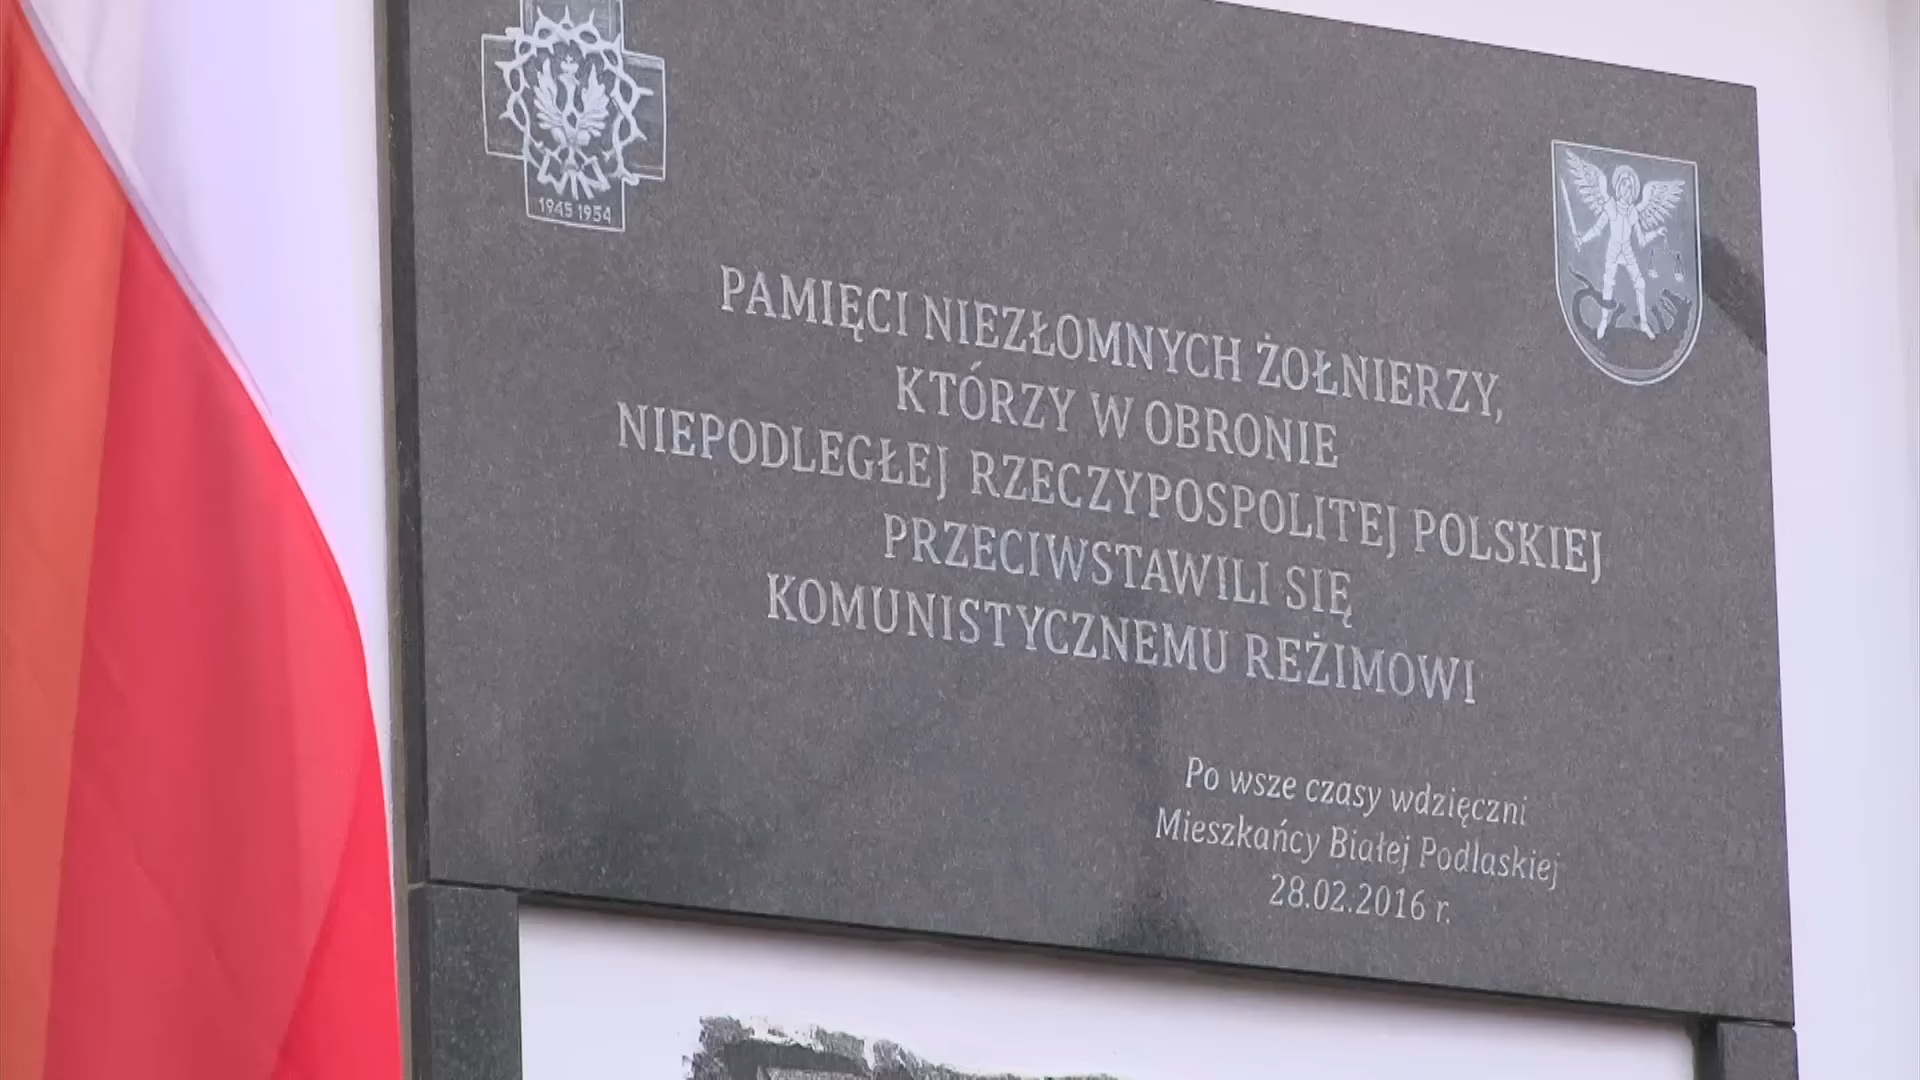 1945 1954
PAMIĘCI NIEZŁOMNYCH ŻOŁNIERZY,
KTÓRZY W OBRONIE
NIEPODLEGŁEJ RZECZYPOSPOLITEJ POLSKIEJ
PRZECIWSTAWILI SIĘ
KOMUNISTYCZNEMU REŻIMOWI
Po wsze czasy wdzięczni
Mieszkańcy Białej Podlaskiej
28.02.2016 r.